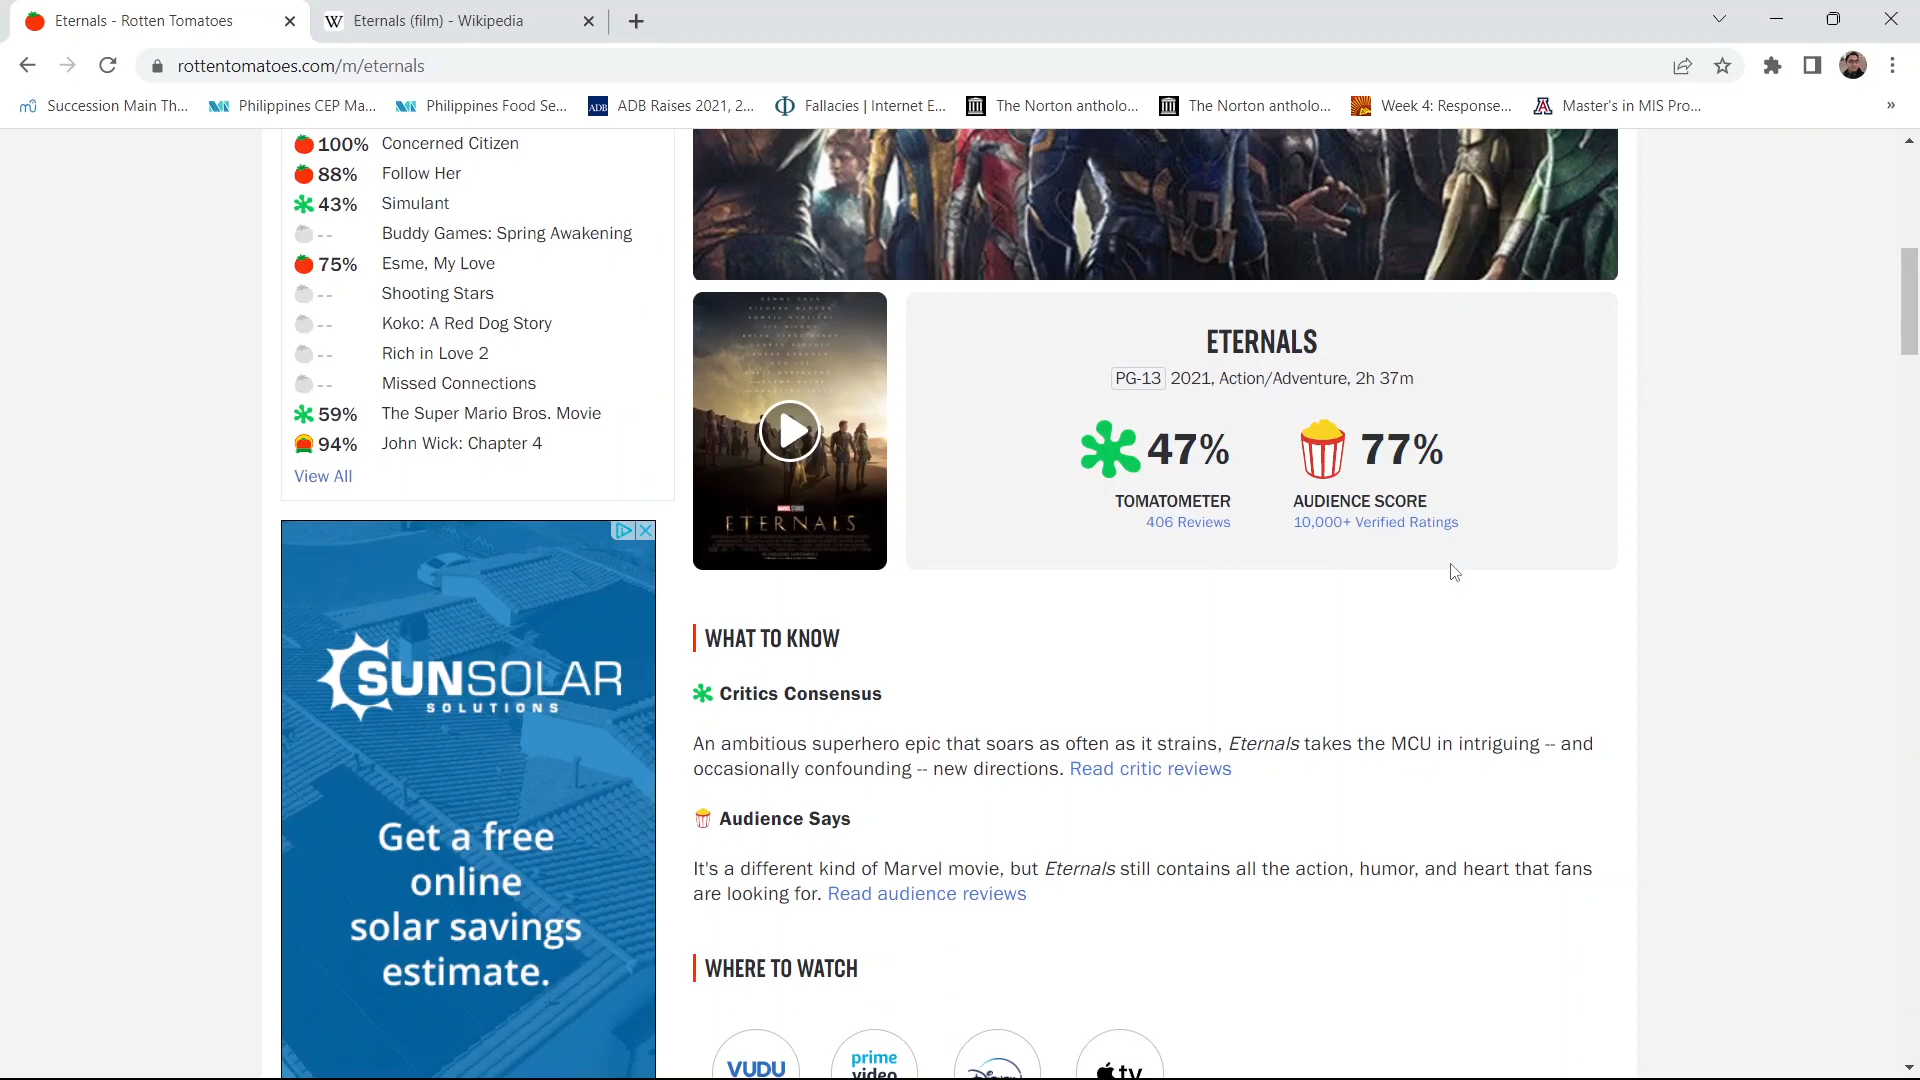 Eternals - Rotten Tomatoes
Eternals (film) - Wikipedia
rottentomatoes.com/m/eternals
Succession Main Th...
Philippines CEP Ma...
Philippines Food Se...
ADB
ADB Raises 2021, 2...
Fallacies | Internet E...
The Norton antholo...
The Norton antholo...
Week 4: Response...
Master's in MIS Pro...
»
100% Concerned Citizen
88% Follow Her
43% Simulant
-- Buddy Games: Spring Awakening
75% Esme, My Love
-- Shooting Stars
-- Koko: A Red Dog Story
-- Rich in Love 2
-- Missed Connections
59% The Super Mario Bros. Movie
94% John Wick: Chapter 4
View All
SUNSOLAR
SOLUTIONS
Get a free
online
solar savings
estimate.
ETERNALS
ETERNALS
PG-13 2021, Action/Adventure, 2h 37m
47% 77%
TOMATOMETER AUDIENCE SCORE
406 Reviews 10,000+ Verified Ratings
WHAT TO KNOW
Critics Consensus
An ambitious superhero epic that soars as often as it strains, Eternals takes the MCU in intriguing -- and
occasionally confounding -- new directions. Read critic reviews
Audience Says
It's a different kind of Marvel movie, but Eternals still contains all the action, humor, and heart that fans
are looking for. Read audience reviews
WHERE TO WATCH
VUDU
prime
video
tv